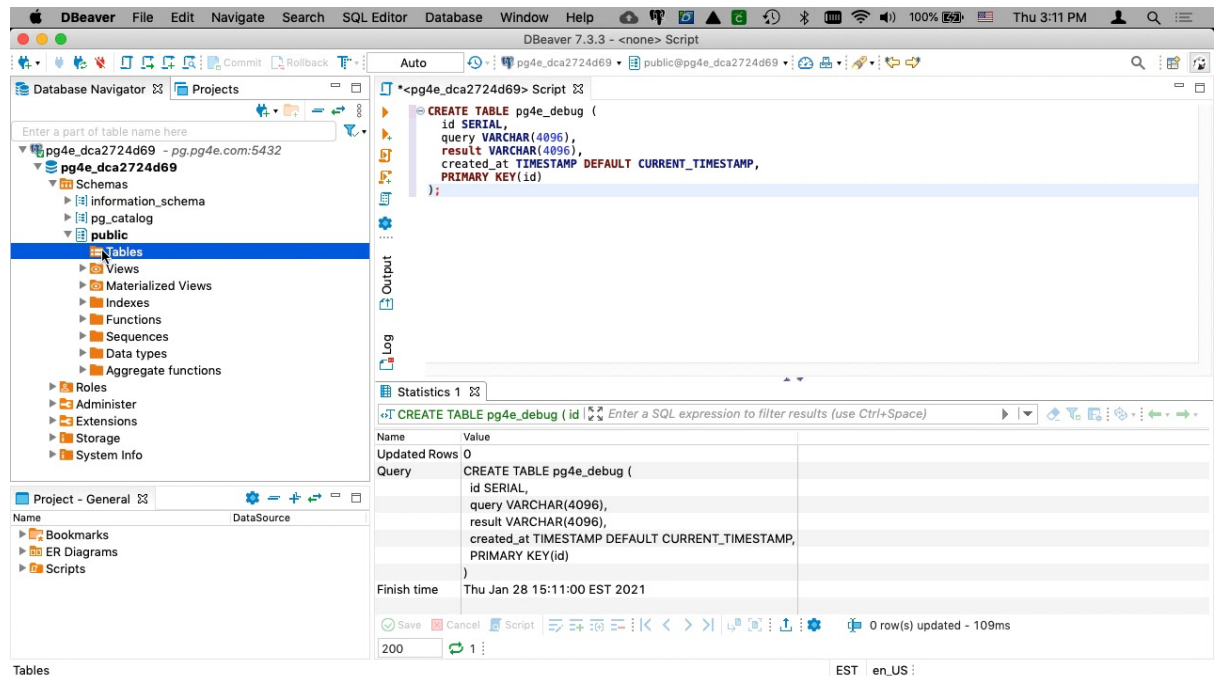 DBeaver File Edit Navigate Search SQL Editor Database Window Help 100% Thu 3:11 PM
DBeaver 7.3.3 - <none> Script
Commit Rollback Auto pg4e_dca2724d69 public@pg4e_dca2724d69
Database Navigator Projects
Enter a part of table name here
pg4e_dca2724d69 - pg.pg4e.com:5432
pg4e_dca2724d69
Schemas
information_schema
pg_catalog
public
Tables
Views
Materialized Views
Indexes
Functions
Sequences
Data types
Aggregate functions
Roles
Administer
Extensions
Storage
System Info
Project - General
Name DataSource
Bookmarks
ER Diagrams
Scripts
*<pg4e_dca2724d69> Script
CREATE TABLE pg4e_debug (
id SERIAL,
query VARCHAR(4096),
result VARCHAR(4096),
created_at TIMESTAMP DEFAULT CURRENT_TIMESTAMP,
PRIMARY KEY(id)
);
Output
Log
Statistics 1
CREATE TABLE pg4e_debug ( id Enter a SQL expression to filter results (use Ctrl+Space)
Name Value
Updated Rows 0
Query CREATE TABLE pg4e_debug (
id SERIAL,
query VARCHAR(4096),
result VARCHAR(4096),
created_at TIMESTAMP DEFAULT CURRENT_TIMESTAMP,
PRIMARY KEY(id)
)
Finish time Thu Jan 28 15:11:00 EST 2021
Save Cancel Script 0 row(s) updated - 109ms
200 1
Tables EST en_US